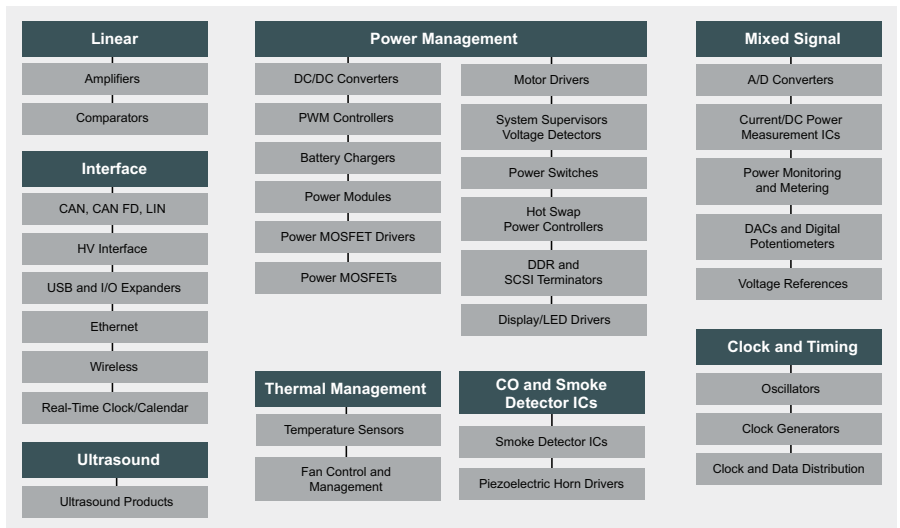 Linear
Amplifiers
Comparators
Interface
CAN, CAN FD, LIN
HV Interface
USB and I/O Expanders
Ethernet
Wireless
Real-Time Clock/Calendar
Ultrasound
Ultrasound Products
Power Management
DC/DC Converters
PWM Controllers
Battery Chargers
Power Modules
Power MOSFET Drivers
Power MOSFETs
Motor Drivers
System Supervisors
Voltage Detectors
Power Switches
Hot Swap
Power Controllers
DDR and
SCSI Terminators
Display/LED Drivers
Thermal Management
Temperature Sensors
Fan Control and
Management
CO and Smoke
Detector ICs
Smoke Detector ICs
Piezoelectric Horn Drivers
Mixed Signal
A/D Converters
Current/DC Power
Measurement ICs
Power Monitoring
and Metering
DACs and Digital
Potentiometers
Voltage References
Clock and Timing
Oscillators
Clock Generators
Clock and Data Distribution